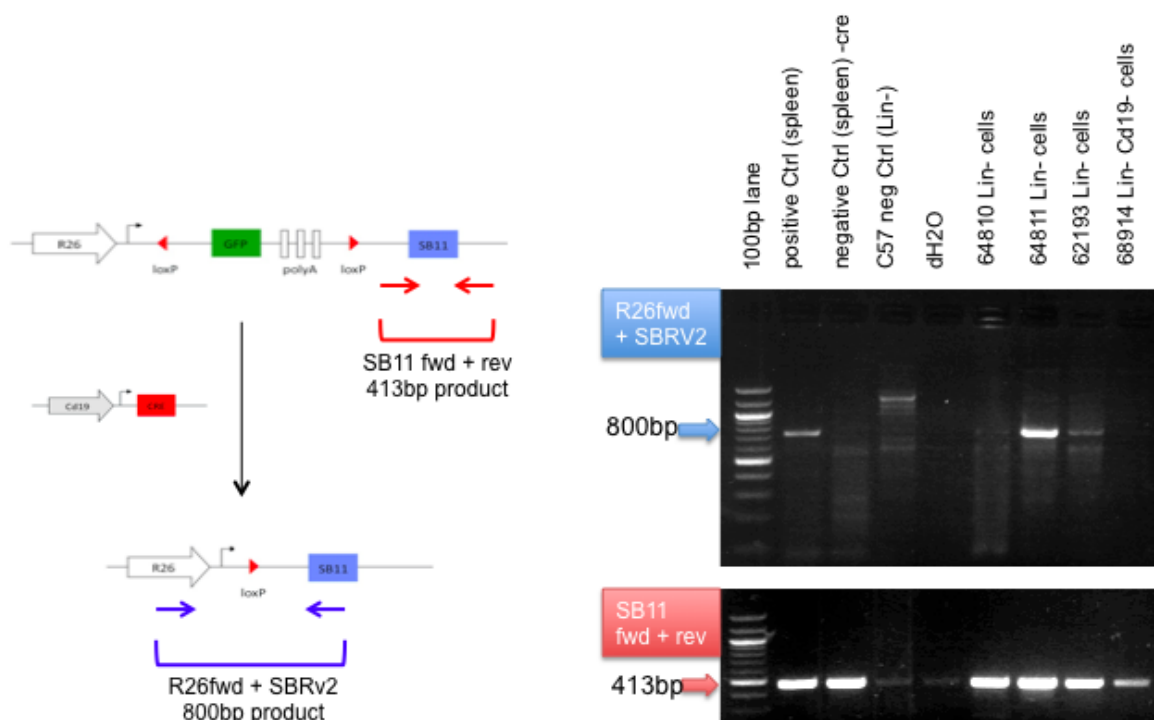 R26
loxP
GFP
polyA
loxP
SB11
SB11 fwd + rev
413bp product
Cd19
CRE
R26
loxP
SB11
R26fwd + SBRv2
800bp product
100bp lane
positive Ctrl (spleen)
negative Ctrl (spleen) -cre
C57 neg Ctrl (Lin-)
dH2O
64810 Lin- cells
64811 Lin- cells
62193 Lin- cells
68914 Lin- Cd19- cells
R26fwd
+ SBRV2
800bp
SB11
fwd + rev
413bp